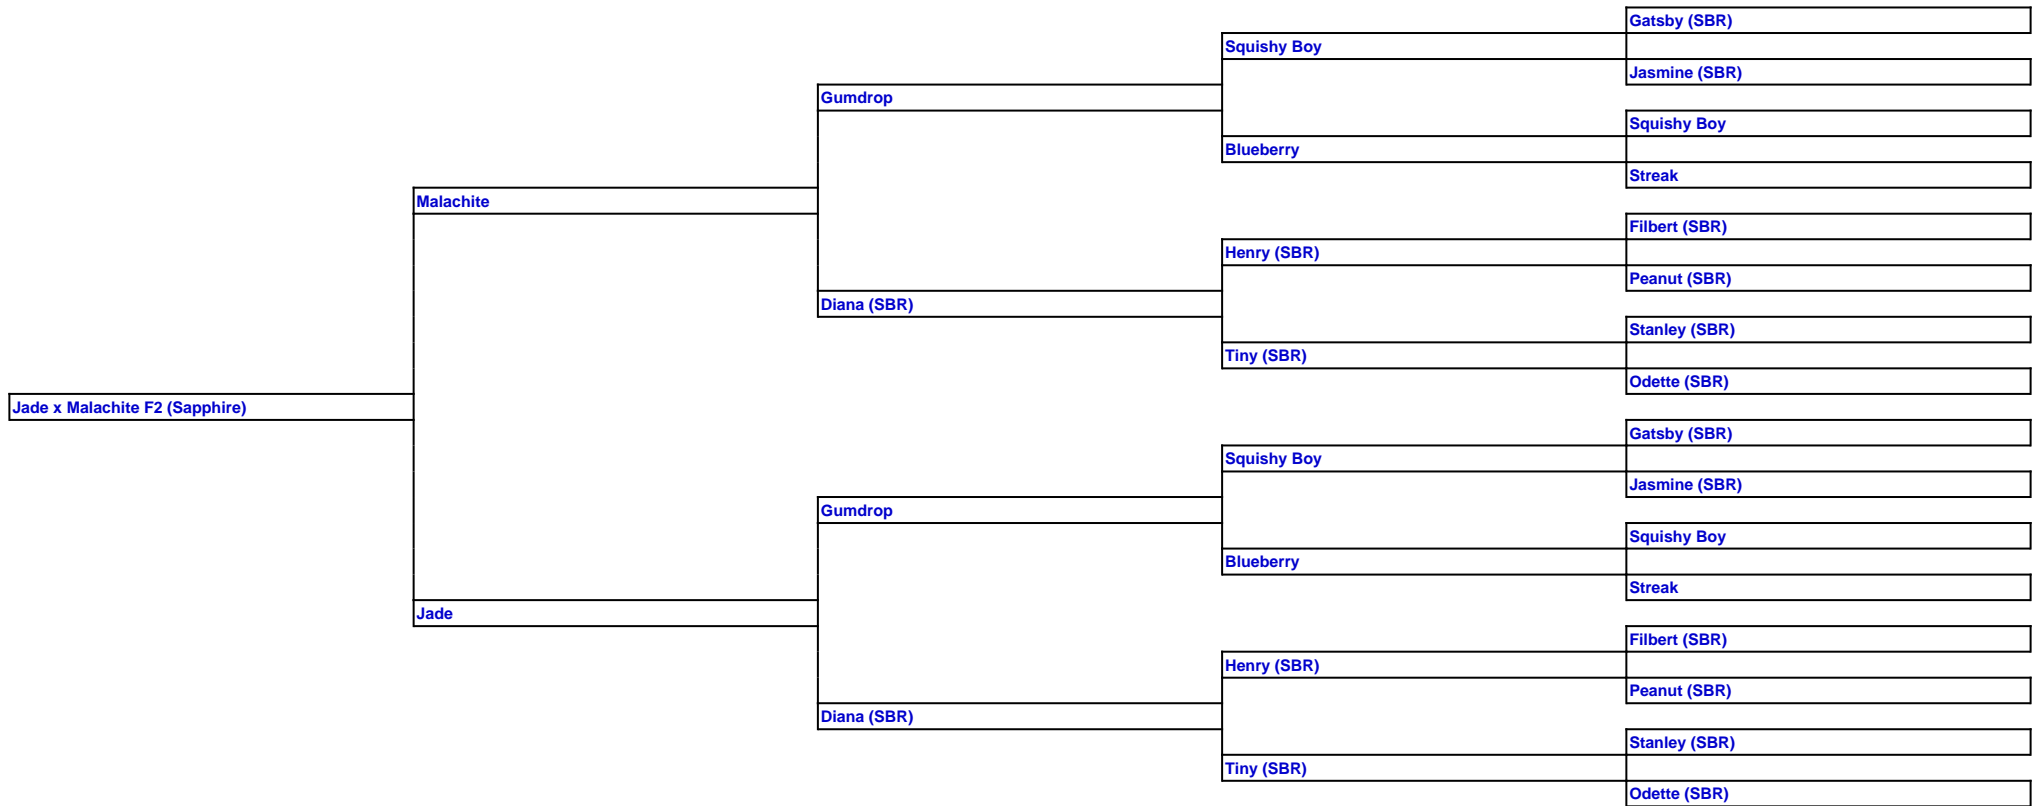 Gatsby (SBR)
Squishy Boy
Jasmine (SBR)
Gumdrop
Squishy Boy
Blueberry
Streak
Malachite
Filbert (SBR)
Henry (SBR)
Peanut (SBR)
Diana (SBR)
Stanley (SBR)
Tiny (SBR)
Odette (SBR)
Jade x Malachite F2 (Sapphire)
Gatsby (SBR)
Squishy Boy
Jasmine (SBR)
Gumdrop
Squishy Boy
Blueberry
Streak
Jade
Filbert (SBR)
Henry (SBR)
Peanut (SBR)
Diana (SBR)
Stanley (SBR)
Tiny (SBR)
Odette (SBR)